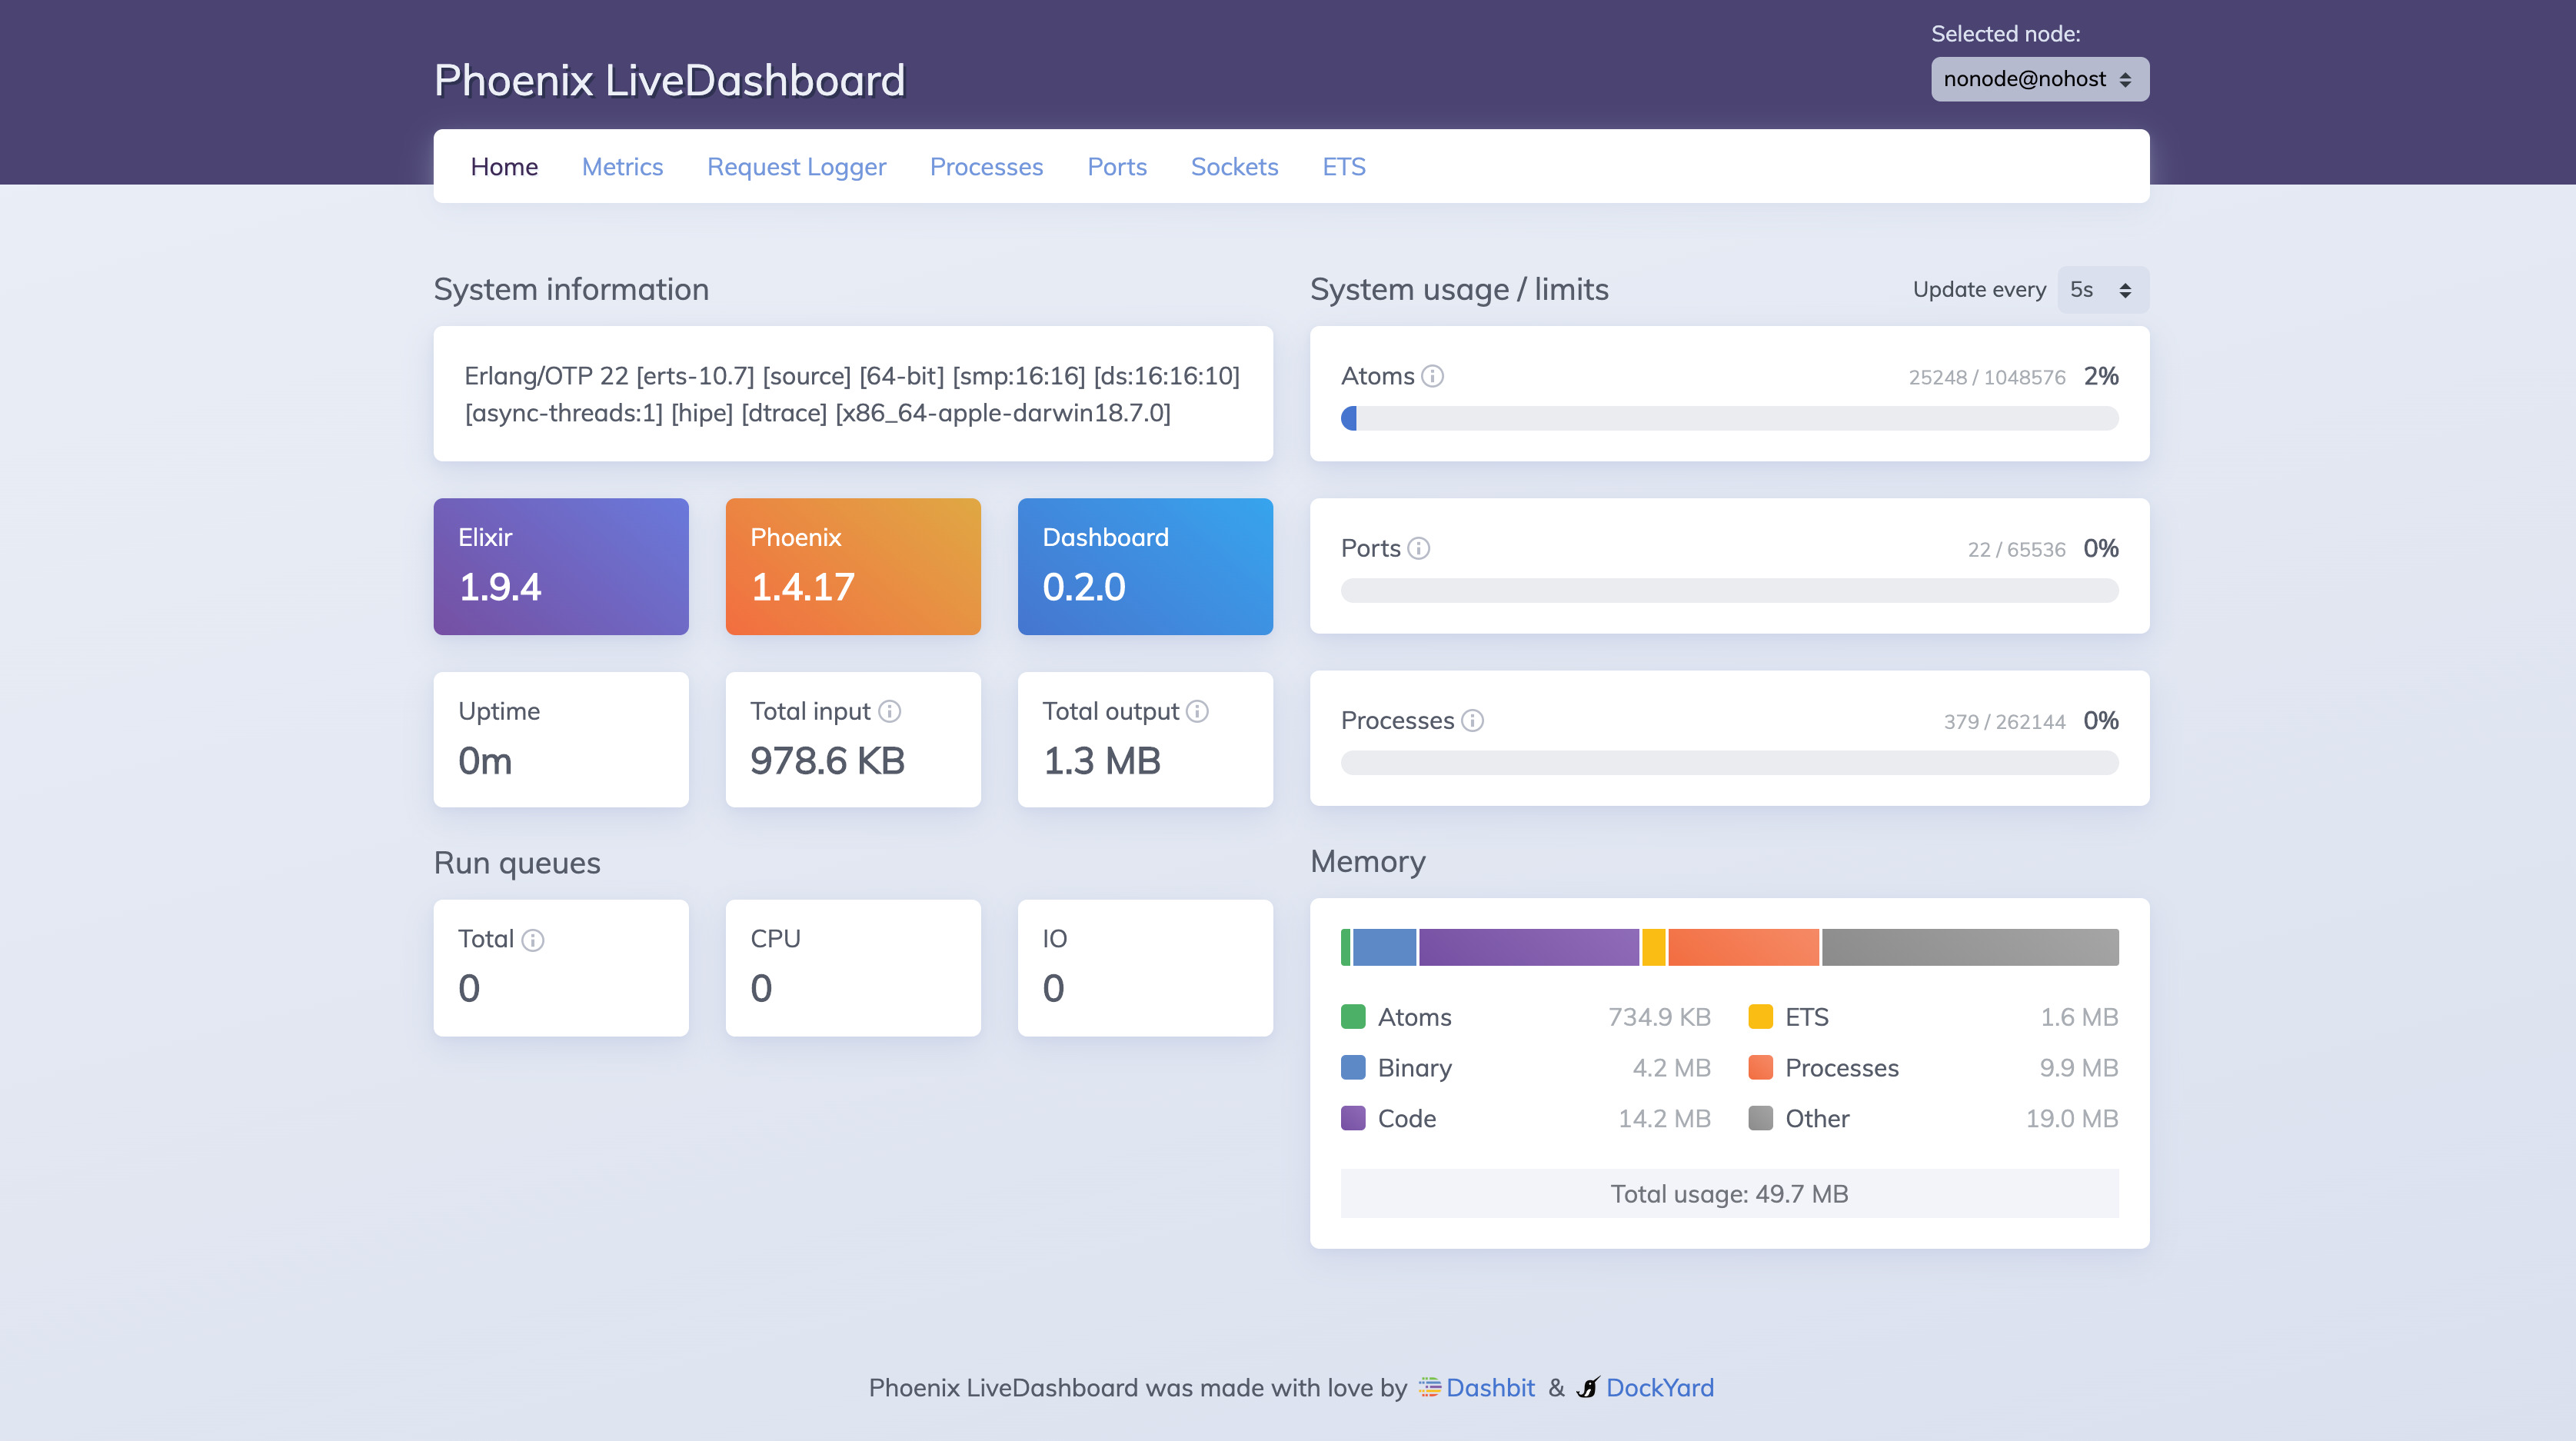 Selected node:
Phoenix LiveDashboard
nonode@nohost
Home Metrics Request Logger Processes Ports Sockets ETS
System information
Erlang/OTP 22 [erts-10.7] [source] [64-bit] [smp:16:16] [ds:16:16:10]
[async-threads:1] [hipe] [dtrace] [x86_64-apple-darwin18.7.0]
Elixir
1.9.4
Phoenix
1.4.17
Dashboard
0.2.0
Uptime
0m
Total input
978.6 KB
Total output
1.3 MB
Run queues
Total
0
CPU
0
IO
0
System usage / limits
Update every 5s
Atoms 25248 / 1048576 2%
Ports 22 / 65536 0%
Processes 379 / 262144 0%
Memory
Atoms 734.9 KB
Binary 4.2 MB
Code 14.2 MB
ETS 1.6 MB
Processes 9.9 MB
Other 19.0 MB
Total usage: 49.7 MB
Phoenix LiveDashboard was made with love by Dashbit & DockYard